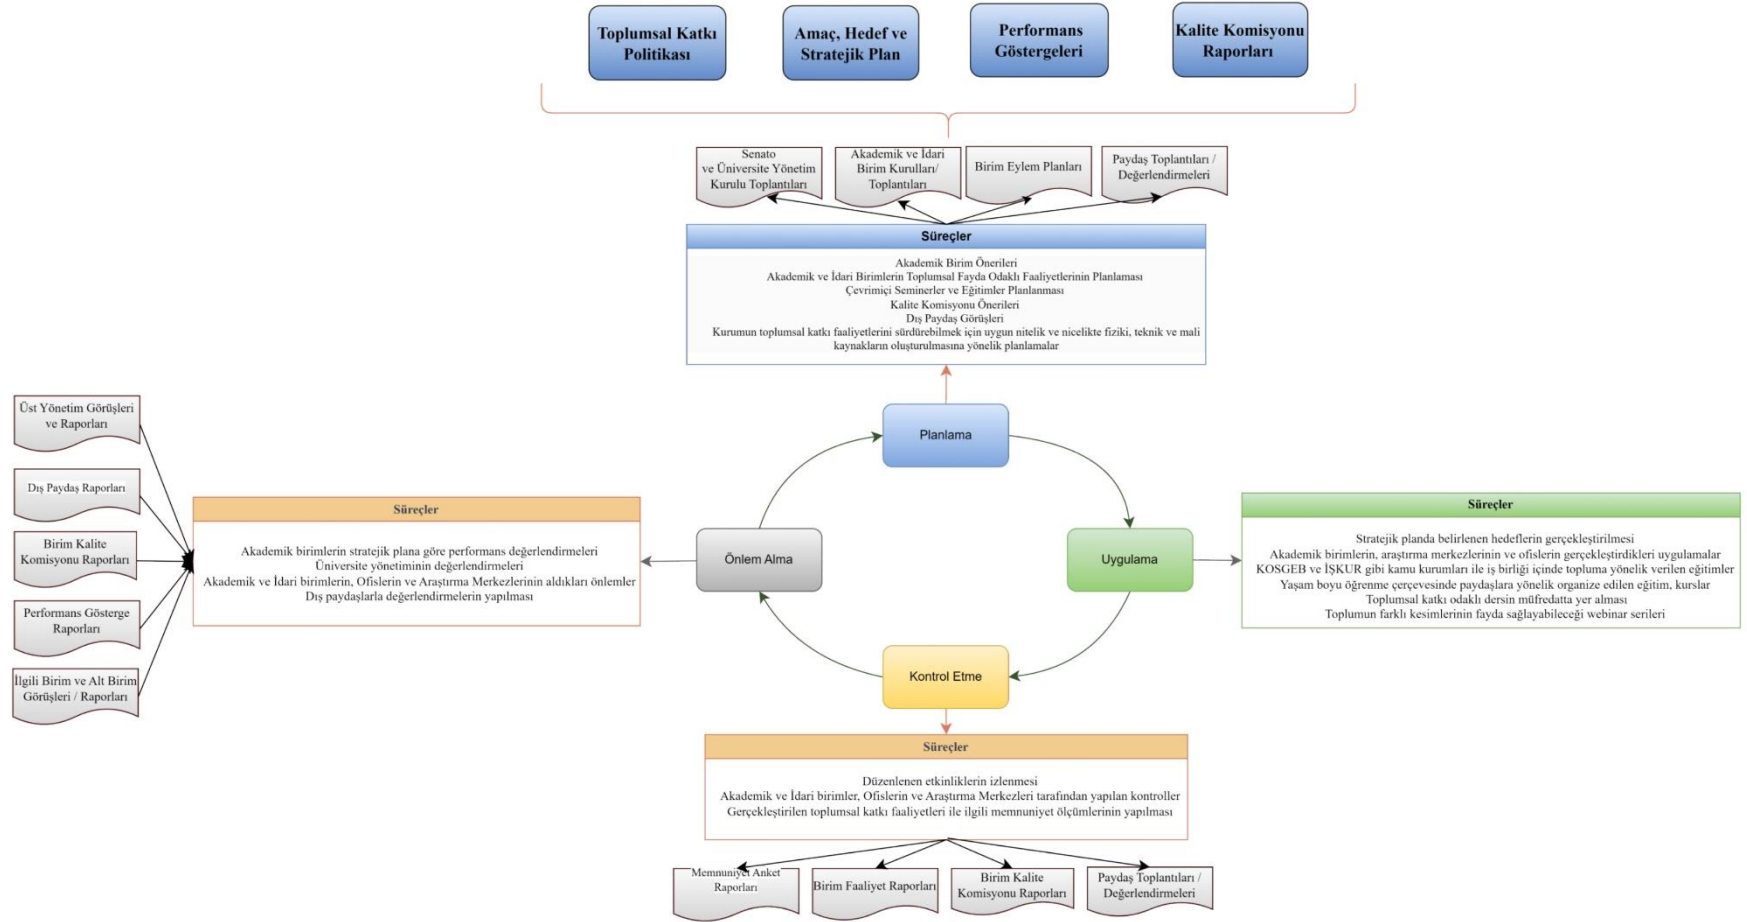 Toplumsal Katkı
Politikası
Amaç, Hedef ve
Stratejik Plan
Performans
Göstergeleri
Kalite Komisyonu
Raporları
Senato
ve Üniversite Yönetim
Kurulu Toplantıları
Akademik ve İdari
Birim Kurulları/
Toplantıları
Birim Eylem Planları
Paydaş Toplantıları /
Değerlendirmeleri
Süreçler
Akademik Birim Önerileri
Akademik ve İdari Birimlerin Toplumsal Fayda Odaklı Faaliyetlerinin Planlaması
Çevrimiçi Seminerler ve Eğitimler Planlanması
Kalite Komisyonu Önerileri
Dış Paydaş Görüşleri
Kurumun toplumsal katkı faaliyetlerini sürdürebilmek için uygun nitelik ve nicelikte fiziki, teknik ve mali
kaynakların oluşturulmasına yönelik planlamalar
Üst Yönetim Görüşleri
ve Raporları
Dış Paydaş Raporları
Birim Kalite
Komisyonu Raporları
Performans Gösterge
Raporları
İlgili Birim ve Alt Birim
Görüşleri / Raporları
Süreçler
Akademik birimlerin stratejik plana göre performans değerlendirmeleri
Üniversite yönetiminin değerlendirmeleri
Akademik ve İdari birimlerin, Ofislerin ve Araştırma Merkezlerinin aldıkları önlemler
Dış paydaşlarla değerlendirmelerin yapılması
Planlama
Önlem Alma
Uygulama
Kontrol Etme
Süreçler
Stratejik planda belirlenen hedeflerin gerçekleştirilmesi
Akademik birimlerin, araştırma merkezlerinin ve ofislerin gerçekleştirdikleri uygulamalar
KOSGEB ve İŞKUR gibi kamu kurumları ile iş birliği içinde topluma yönelik verilen eğitimler
Yaşam boyu öğrenme çerçevesinde paydaşlara yönelik organize edilen eğitim, kurslar
Toplumsal katkı odaklı dersin müfredatta yer alması
Toplumun farklı kesimlerinin fayda sağlayabileceği webinar serileri
Süreçler
Düzenlenen etkinliklerin izlenmesi
Akademik ve İdari birimler, Ofislerin ve Araştırma Merkezleri tarafından yapılan kontroller
Gerçekleştirilen toplumsal katkı faaliyetleri ile ilgili memnuniyet ölçümlerinin yapılması
Memnuniyet Anket
Raporları
Birim Faaliyet Raporları
Birim Kalite
Komisyonu Raporları
Paydaş Toplantıları /
Değerlendirmeleri